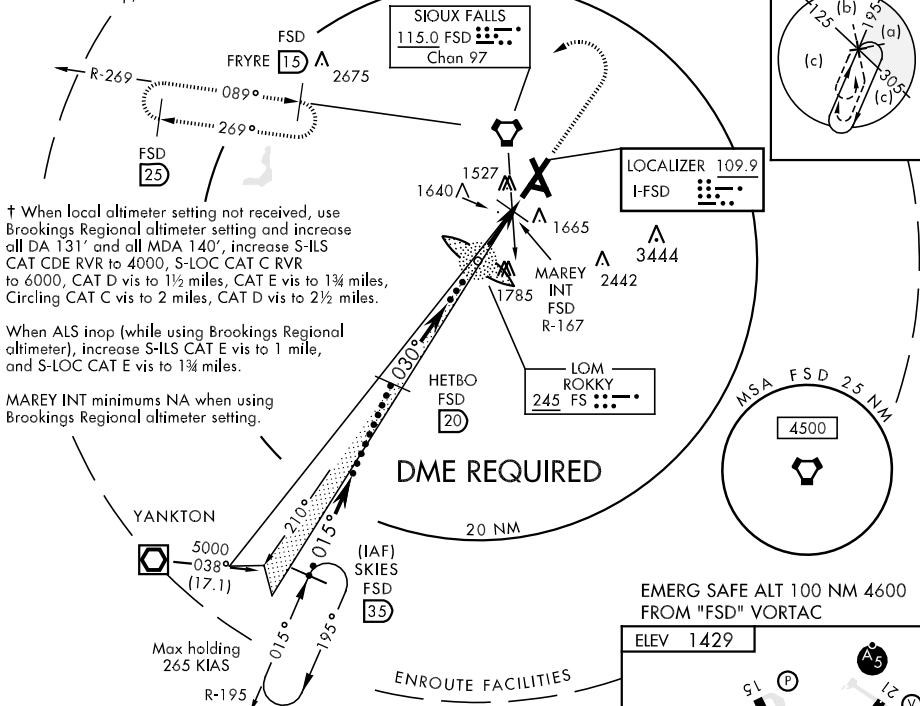 SIOUX FALLS
115.0 FSD
Chan 97
FSD
FRYRE 15
2675
R-269
089°
269°
FSD
25
(b)
125
195
(a)
(c)
305
(c)
LOCALIZER 109.9
I-FSD
1527
1640
1665
3444
2442
1785
MAREY
INT
FSD
R-167
† When local altimeter setting not received, use
Brookings Regional altimeter setting and increase
all DA 131' and all MDA 140', increase S-ILS
CAT CDE RVR to 4000, S-LOC CAT C RVR
to 6000, CAT D vis to 1½ miles, CAT E vis to 1¾ miles,
Circling CAT C vis to 2 miles, CAT D vis to 2½ miles.
When ALS inop (while using Brookings Regional
altimeter), increase S-ILS CAT E vis to 1 mile,
and S-LOC CAT E vis to 1¾ miles.
MAREY INT minimums NA when using
Brookings Regional altimeter setting.
030°
HETBO
FSD
20
LOM
ROKKY
245 FS
MSA FSD 25 NM
4500
DME REQUIRED
20 NM
YANKTON
5000
038°
(17.1)
210°
015°
(IAF)
SKIES
FSD
35
015°
195°
Max holding
265 KIAS
R-195
ENROUTE FACILITIES
EMERG SAFE ALT 100 NM 4600
FROM "FSD" VORTAC
ELEV 1429
A5
15
P
21